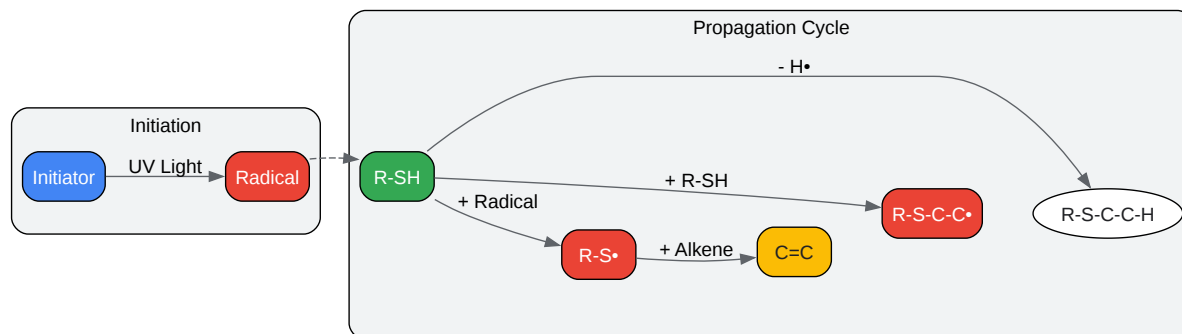 Propagation Cycle
- H•
Initiation
UV Light
Initiator
Radical
R-SH
+ R-SH
+ Radical
R-S-C-C•
R-S-C-C-H
+ Alkene
R-S•
C=C